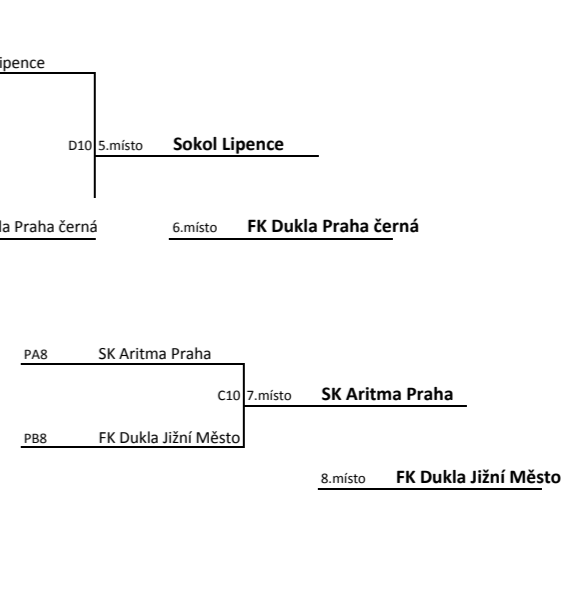 ipence
D10 5.místo Sokol Lipence
la Praha černá 6.místo FK Dukla Praha černá
PA8 SK Aritma Praha
C10 7.místo SK Aritma Praha
PB8 FK Dukla Jižní Město
8.místo FK Dukla Jižní Město